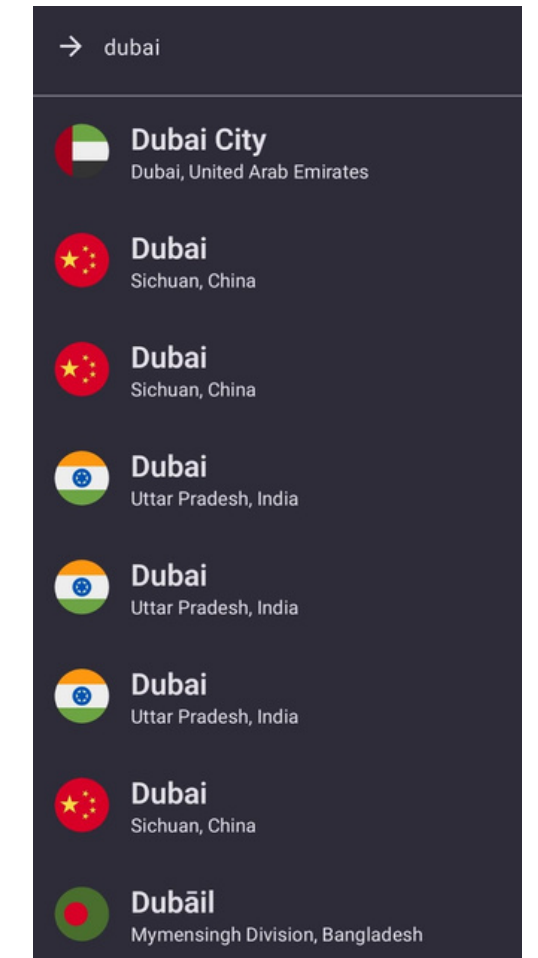 dubai
Dubai City
Dubai, United Arab Emirates
Dubai
Sichuan, China
Dubai
Sichuan, China
Dubai
Uttar Pradesh, India
Dubai
Uttar Pradesh, India
Dubai
Uttar Pradesh, India
Dubai
Sichuan, China
Dubāil
Mymensingh Division, Bangladesh